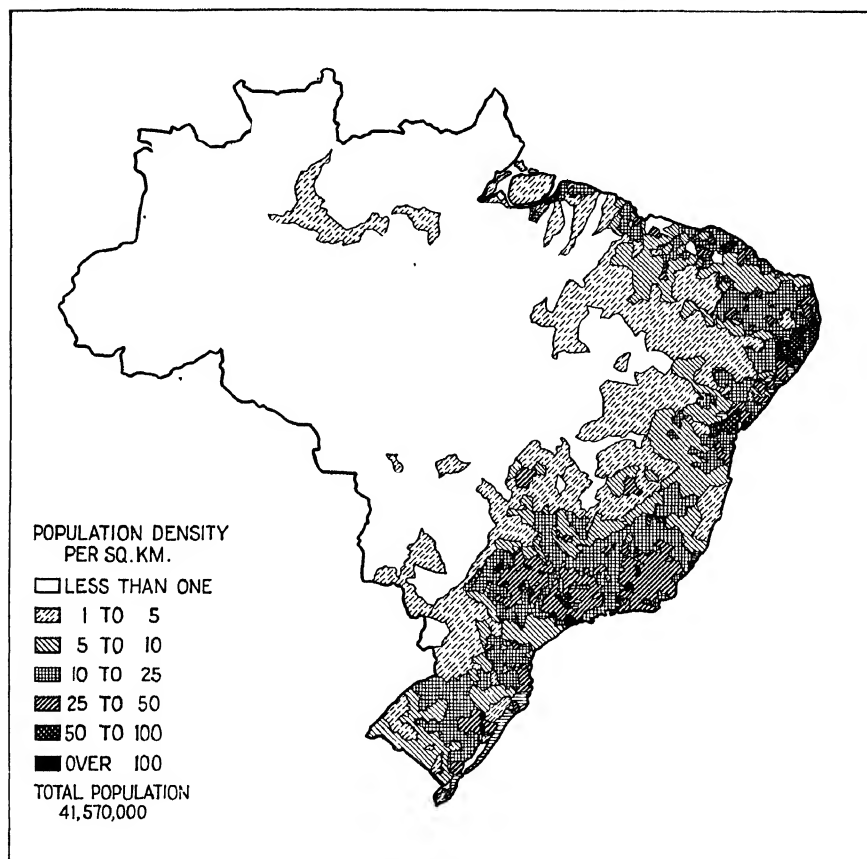 POPULATION DENSITY
PER SQ. KM.
LESS THAN ONE
1 TO 5
5 TO 10
10 TO 25
25 TO 50
50 TO 100
OVER 100
TOTAL POPULATION
41,570,000